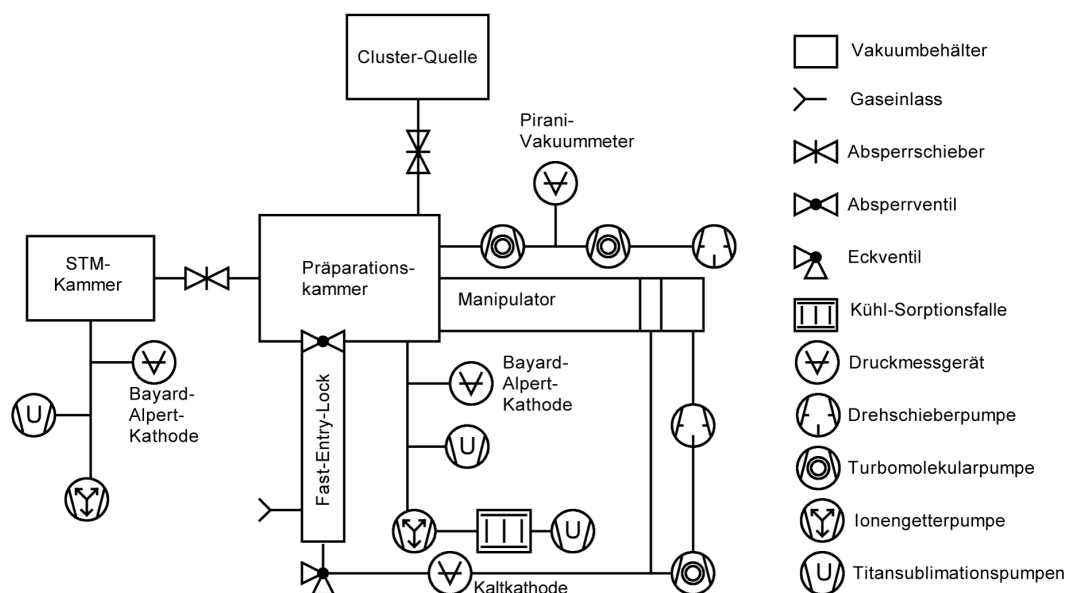 Cluster-Quelle
Pirani-
Vakuummeter
STM-
Kammer
Präparations-
kammer
Manipulator
Bayard-
Alpert-
Kathode
U
Bayard-
Alpert-
Kathode
U
Fast-Entry-Lock
U
Kaltkathode
Vakuumbehälter
Gaseinlass
Absperrschieber
Absperrventil
Eckventil
Kühl-Sorptionsfalle
Druckmessgerät
Drehschieberpumpe
Turbomolekularpumpe
Ionengetterpumpe
U
Titansublimationspumpen